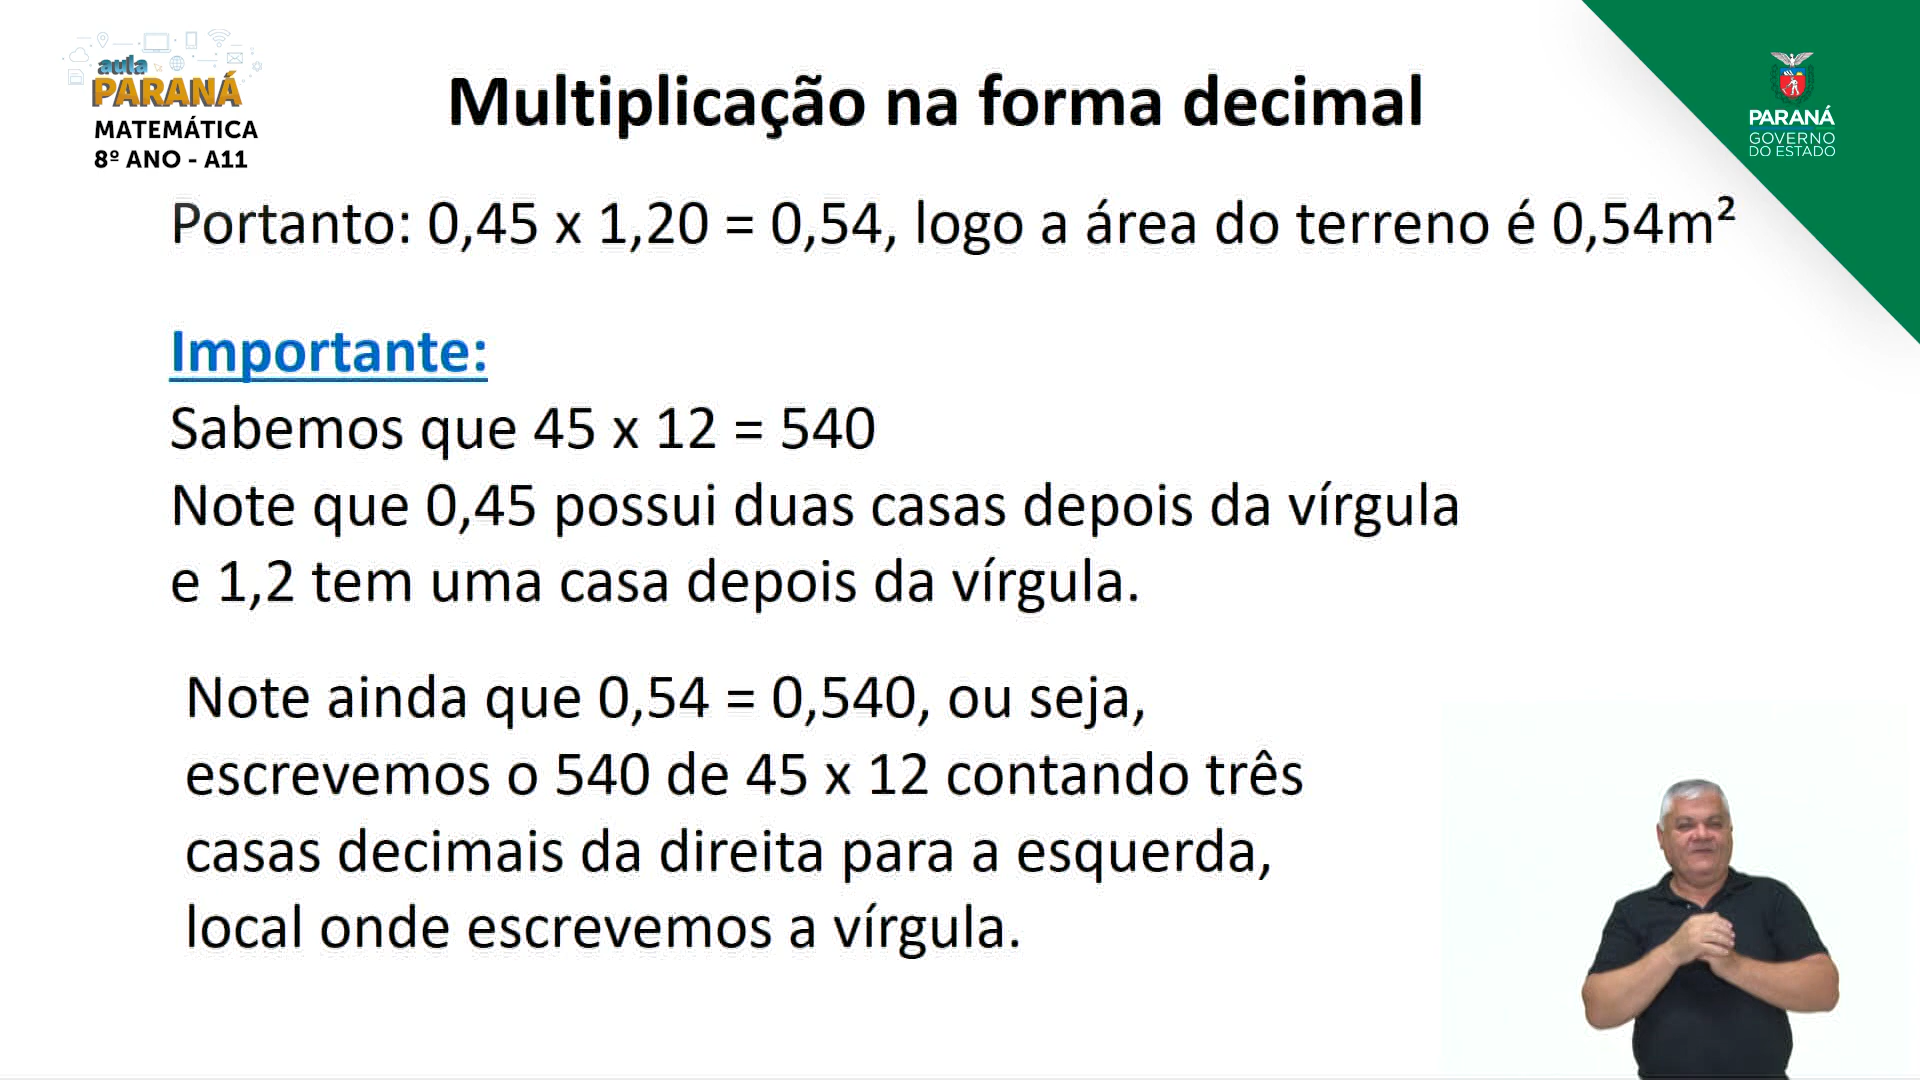 aula
PARANÁ
MATEMÁTICA
8º ANO - A11
Multiplicação na forma decimal
PARANÁ
GOVERNO
DO ESTADO
Portanto: 0,45 x 1,20 = 0,54, logo a área do terreno é 0,54m²
Importante:
Sabemos que 45 x 12 = 540
Note que 0,45 possui duas casas depois da vírgula
e 1,2 tem uma casa depois da vírgula.
Note ainda que 0,54 = 0,540, ou seja,
escrevemos o 540 de 45 x 12 contando três
casas decimais da direita para a esquerda,
local onde escrevemos a vírgula.